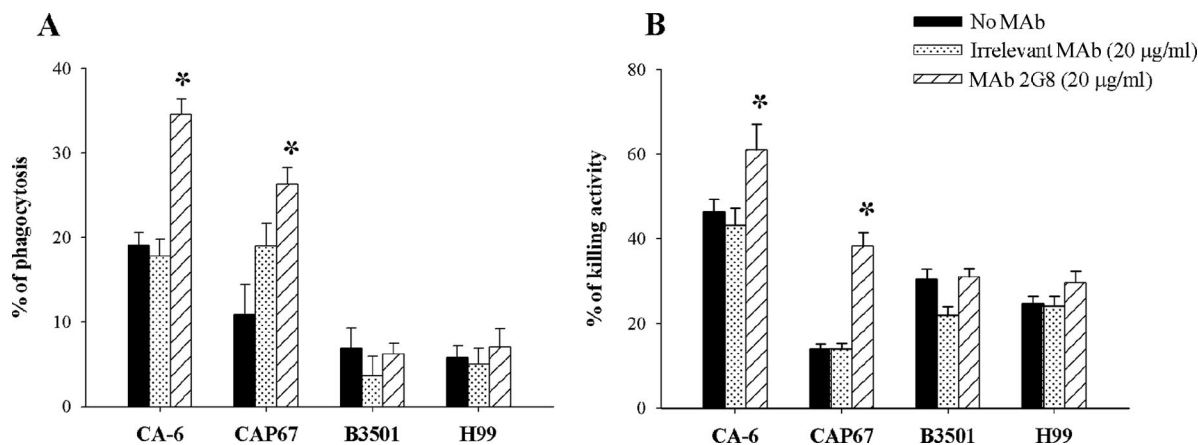 A
% of phagocytosis
40
30
20
10
0
* *
CA-6 CAP67 B3501 H99
B
No MAb
Irrelevant MAb (20 µg/ml)
MAb 2G8 (20 µg/ml)
% of killing activity
80
60
40
20
0
* *
CA-6 CAP67 B3501 H99